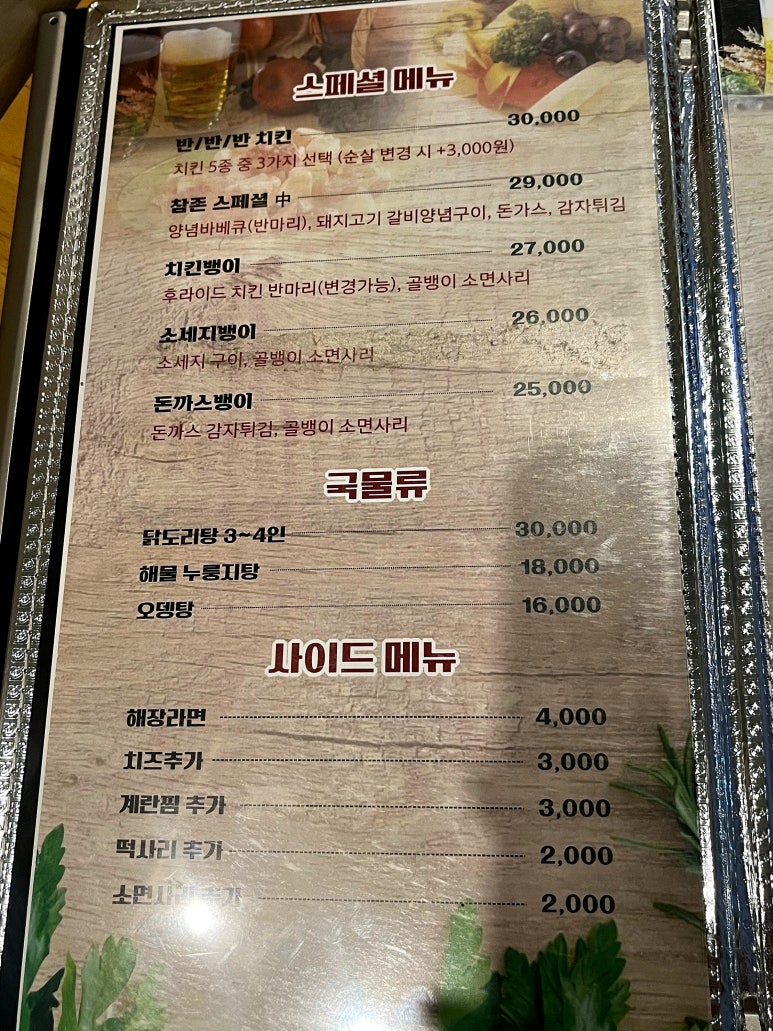 스페셜 메뉴
반/반/반 치킨 30,000
치킨 5종 중 3가지 선택 (순살 변경 시 +3,000원)
참존 스페셜 中 29,000
양념바베큐(반마리), 돼지고기 갈비양념구이, 돈가스, 감자튀김
치킨뱅이 27,000
후라이드 치킨 반마리(변경가능), 골뱅이 소면사리
소세지뱅이 26,000
소세지 구이, 골뱅이 소면사리
돈까스뱅이 25,000
돈까스 감자튀김, 골뱅이 소면사리
국물류
닭도리탕 3~4인 30,000
해물 누룽지탕 18,000
오뎅탕 16,000
사이드 메뉴
해장라면 4,000
치즈추가 3,000
계란찜 추가 3,000
떡사리 추가 2,000
소면사리 추가 2,000